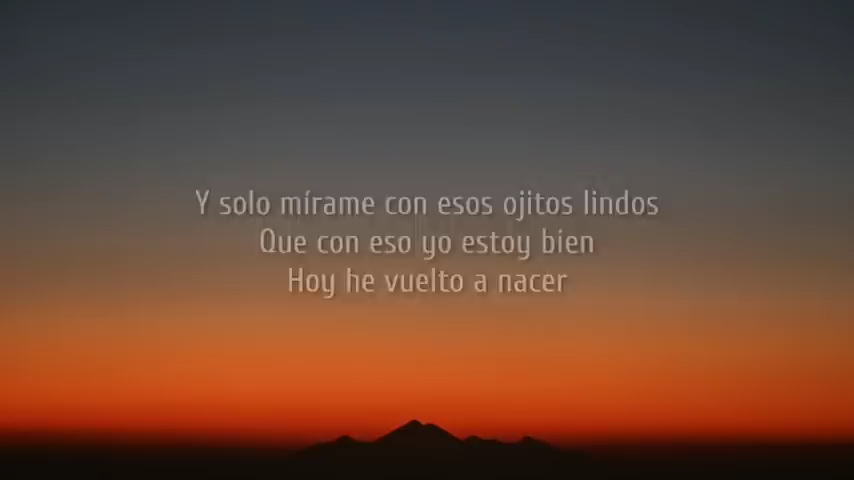 Y solo mírame con esos ojitos lindos
Que con eso yo estoy bien
Hoy he vuelto a nacer